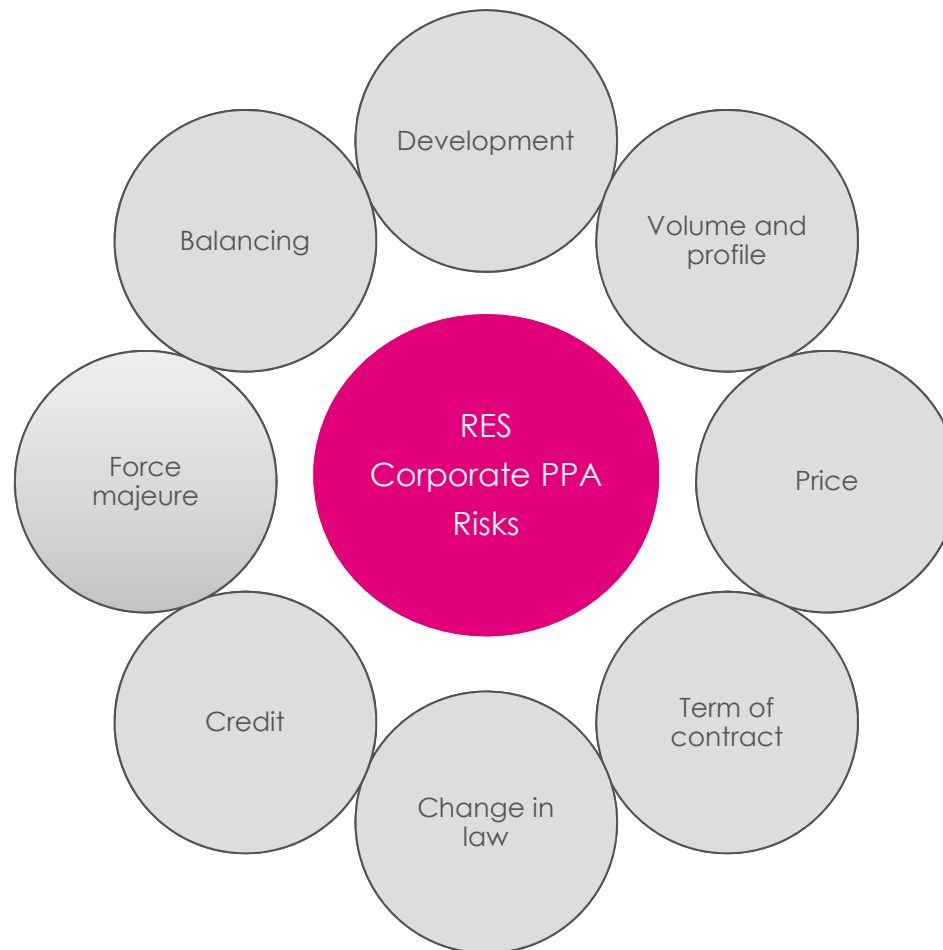 Development
Balancing
Volume and
profile
RES
Corporate PPA
Risks
Force
majeure
Price
Credit
Term of
contract
Change in
law